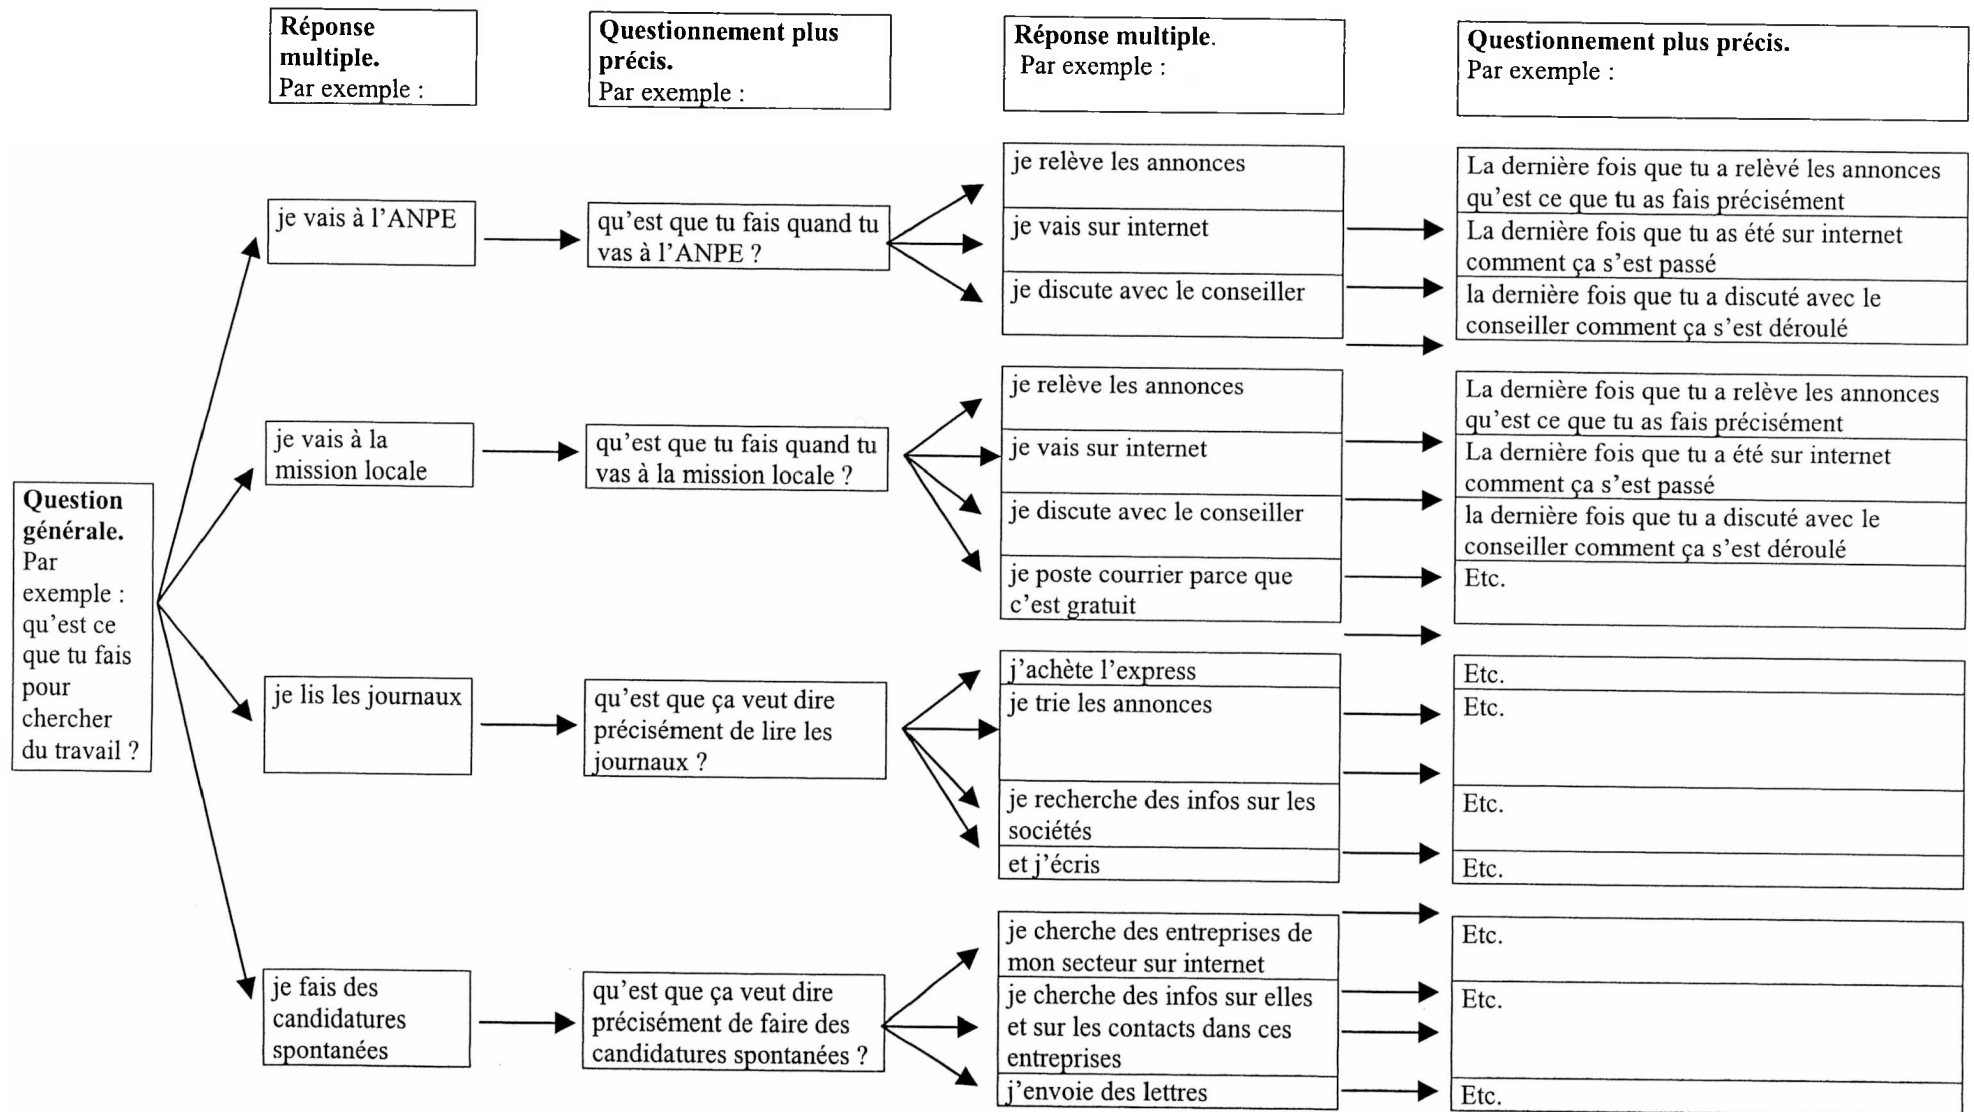 Réponse
multiple.
Par exemple :
Questionnement plus
précis.
Par exemple :
Réponse multiple.
Par exemple :
Questionnement plus précis.
Par exemple :
Question
générale.
Par
exemple :
qu'est ce
que tu fais
pour
chercher
du travail ?
je vais à l'ANPE
qu'est que tu fais quand tu
vas à l'ANPE ?
je relève les annonces
je vais sur internet
je discute avec le conseiller
La dernière fois que tu a relèvé les annonces
qu'est ce que tu as fais précisément
La dernière fois que tu as été sur internet
comment ça s'est passé
la dernière fois que tu a discuté avec le
conseiller comment ça s'est déroulé
je vais à la
mission locale
qu'est que tu fais quand tu
vas à la mission locale ?
je relève les annonces
je vais sur internet
je discute avec le conseiller
je poste courrier parce que
c'est gratuit
La dernière fois que tu a relève les annonces
qu'est ce que tu as fais précisément
La dernière fois que tu a été sur internet
comment ça s'est passé
la dernière fois que tu a discuté avec le
conseiller comment ça s'est déroulé
Etc.
je lis les journaux
qu'est que ça veut dire
précisément de lire les
journaux ?
j'achète l'express
je trie les annonces
je recherche des infos sur les
sociétés
et j'écris
Etc.
Etc.
Etc.
Etc.
je fais des
candidatures
spontanées
qu'est que ça veut dire
précisément de faire des
candidatures spontanées ?
je cherche des entreprises de
mon secteur sur internet
je cherche des infos sur elles
et sur les contacts dans ces
entreprises
j'envoie des lettres
Etc.
Etc.
Etc.